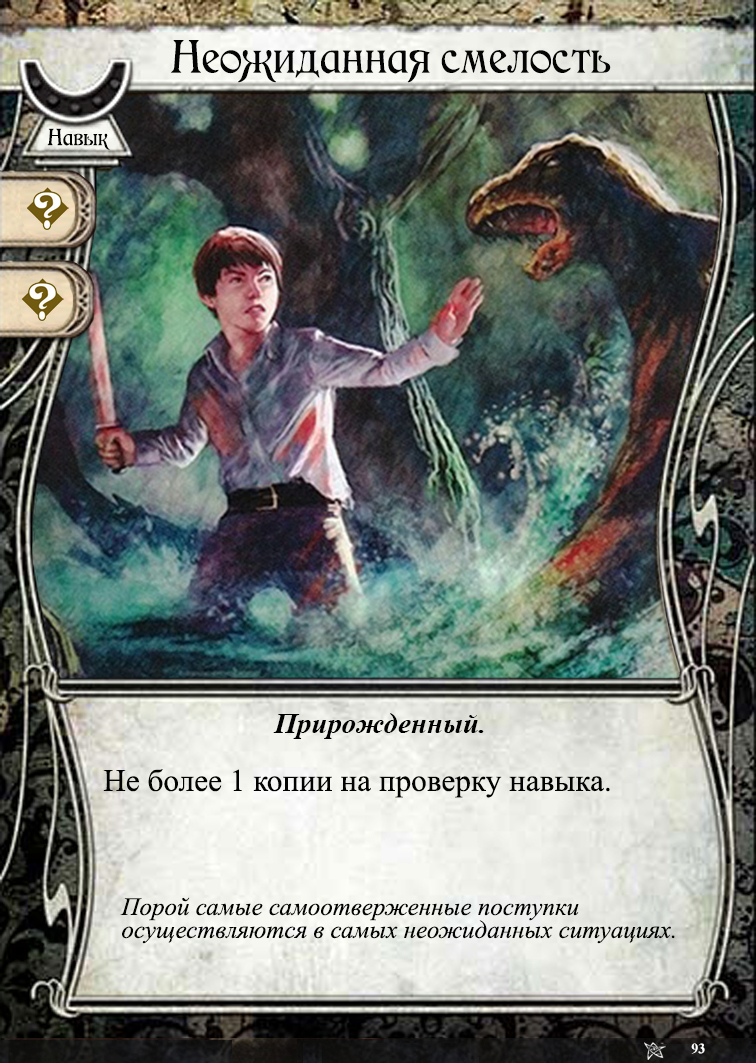 Неожиданная смелость
Навык
?
?
Прирожденный.
Не более 1 копии на проверку навыка.
Порой самые самоотверженные поступки
осуществляются в самых неожиданных ситуациях.
93